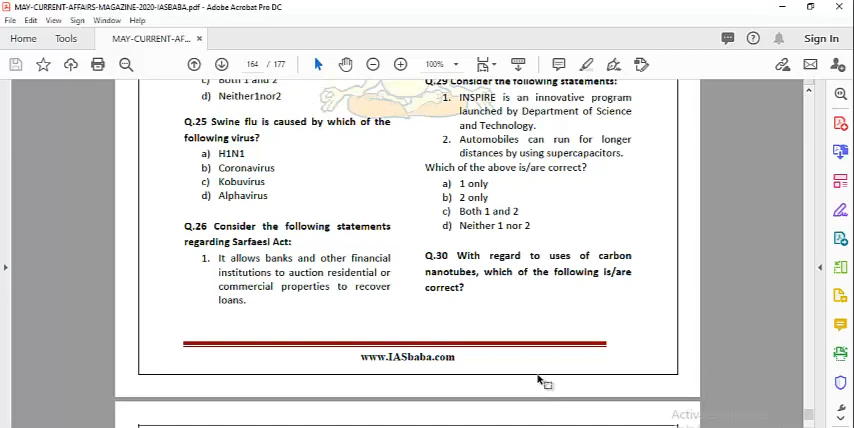 MAY-CURRENT-AFFAIRS-MAGAZINE-2020-IASBABA.pdf - Adobe Acrobat Pro DC
File Edit View Sign Window Help
Home Tools MAY-CURRENT-AF... × Sign In
164 / 177 100%
c) Both 1 and 2
d) Neither1nor2
Q.25 Swine flu is caused by which of the
following virus?
a) H1N1
b) Coronavirus
c) Kobuvirus
d) Alphavirus
Q.26 Consider the following statements
regarding Sarfaesi Act:
1. It allows banks and other financial
institutions to auction residential or
commercial properties to recover
loans.
Q.29 Consider the following statements:
1. INSPIRE is an innovative program
launched by Department of Science
and Technology.
2. Automobiles can run for longer
distances by using supercapacitors.
Which of the above is/are correct?
a) 1 only
b) 2 only
c) Both 1 and 2
d) Neither 1 nor 2
Q.30 With regard to uses of carbon
nanotubes, which of the following is/are
correct?
www.IASbaba.com